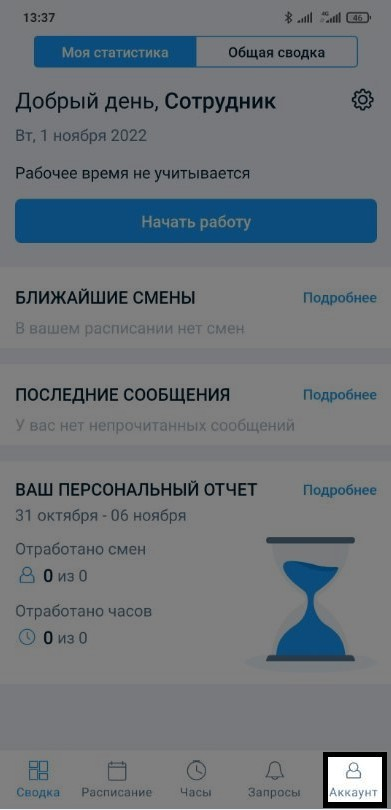 13:37
4G
46
Моя статистика
Общая сводка
Добрый день, Сотрудник
Вт, 1 ноября 2022
Рабочее время не учитывается
Начать работу
БЛИЖАЙШИЕ СМЕНЫ
Подробнее
В вашем расписании нет смен
ПОСЛЕДНИЕ СООБЩЕНИЯ
Подробнее
У вас нет непрочитанных сообщений
ВАШ ПЕРСОНАЛЬНЫЙ ОТЧЕТ
Подробнее
31 октября - 06 ноября
Отработано смен
0 из 0
Отработано часов
0 из 0
Сводка
Расписание
Часы
Запросы
Аккаунт